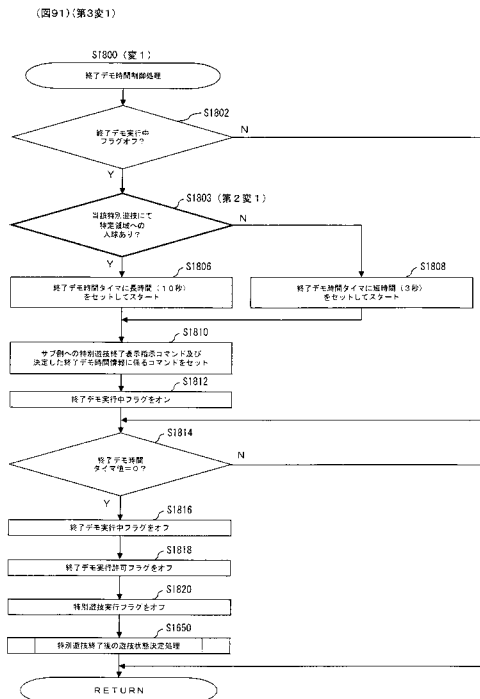 (図91)(第3変1)
S1800 (変1)
終了デモ時間制御処理
S1802
終了デモ実行中
フラグオフ?
N
Y
S1803 (第2変1)
当該特別遊技にて
特定領域への
入球あり?
N
Y
S1806
終了デモ時間タイマに長時間(10秒)
をセットしてスタート
S1808
終了デモ時間タイマに短時間(3秒)
をセットしてスタート
S1810
サブ側への特別遊技終了表示指示コマンド及び
決定した終了デモ時間情報に係るコマンドをセット
S1812
終了デモ実行中フラグをオン
S1814
終了デモ時間
タイマ値=0?
N
Y
S1816
終了デモ実行中フラグをオフ
S1818
終了デモ実行許可フラグをオフ
S1820
特別遊技実行フラグをオフ
S1650
特別遊技終了後の遊技状態決定処理
RETURN